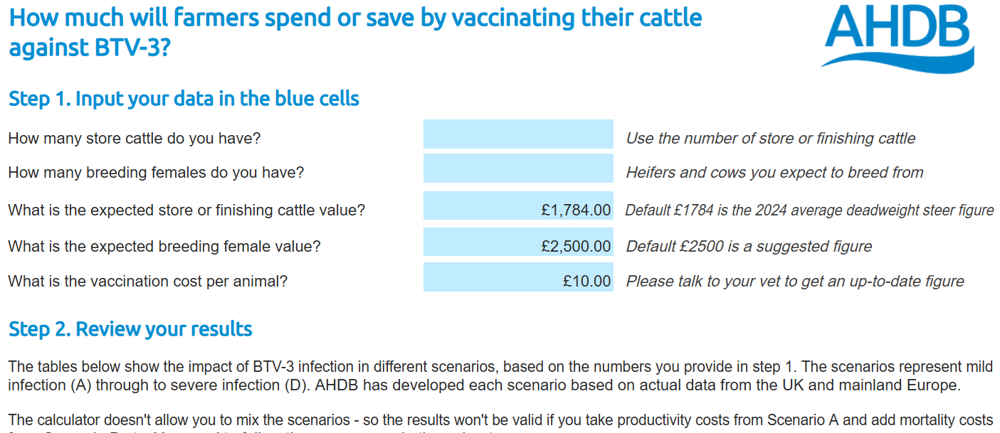 How much will farmers spend or save by vaccinating their cattle
against BTV-3?
AHDB
Step 1. Input your data in the blue cells
How many store cattle do you have?
Use the number of store or finishing cattle
How many breeding females do you have?
Heifers and cows you expect to breed from
What is the expected store or finishing cattle value?
£1,784.00
Default £1784 is the 2024 average deadweight steer figure
What is the expected breeding female value?
£2,500.00
Default £2500 is a suggested figure
What is the vaccination cost per animal?
£10.00
Please talk to your vet to get an up-to-date figure
Step 2. Review your results
The tables below show the impact of BTV-3 infection in different scenarios, based on the numbers you provide in step 1. The scenarios represent mild
infection (A) through to severe infection (D). AHDB has developed each scenario based on actual data from the UK and mainland Europe.
The calculator doesn't allow you to mix the scenarios - so the results won't be valid if you take productivity costs from Scenario A and add mortality costs